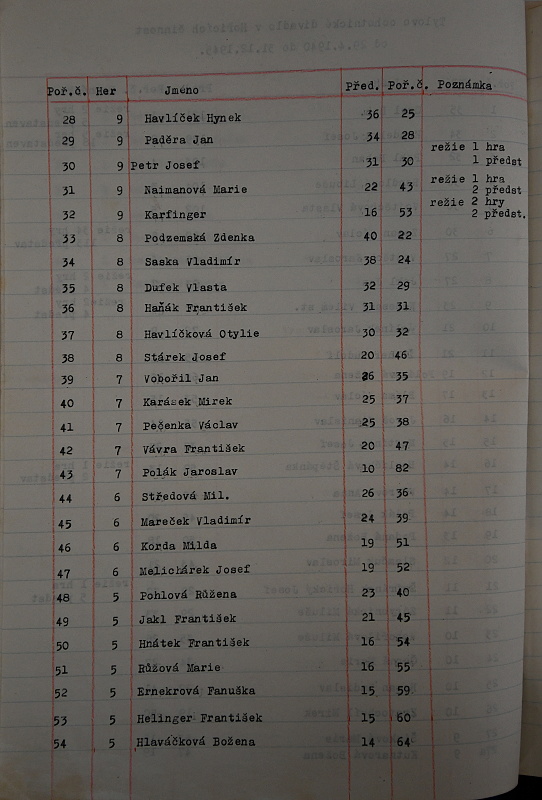 Poř.č. Her Jmeno Před. Poř.č. Poznámka
28 9 Havlíček Hynek 36 25
29 9 Paděra Jan 34 28
režie 1 hra
30 9 Petr Josef 31 30 1 předst
režie 1 hra
31 9 Naimanová Marie 22 43 2 předst
režie 2 hry
32 9 Karfinger 16 53 2 předst.
33 8 Podzemská Zdenka 40 22
34 8 Saska Vladimír 38 24
35 8 Dufek Vlasta 32 29
36 8 Haňák František 31 31
37 8 Havlíčková Otylie 30 32
38 8 Stárek Josef 20 46
39 7 Vobořil Jan 26 35
40 7 Karásek Mirek 25 37
41 7 Pečenka Václav 25 38
42 7 Vávra František 20 47
43 7 Polák Jaroslav 10 82
44 6 Středová Mil. 26 36
45 6 Mareček Vladimír 24 39
46 6 Korda Milda 19 51
47 6 Melichárek Josef 19 52
48 5 Pohlová Růžena 23 40
49 5 Jakl František 21 45
50 5 Hnátek František 16 54
51 5 Růžová Marie 16 55
52 5 Ernekrová Fanuška 15 59
53 5 Helinger František 15 60
54 5 Hlaváčková Božena 14 64